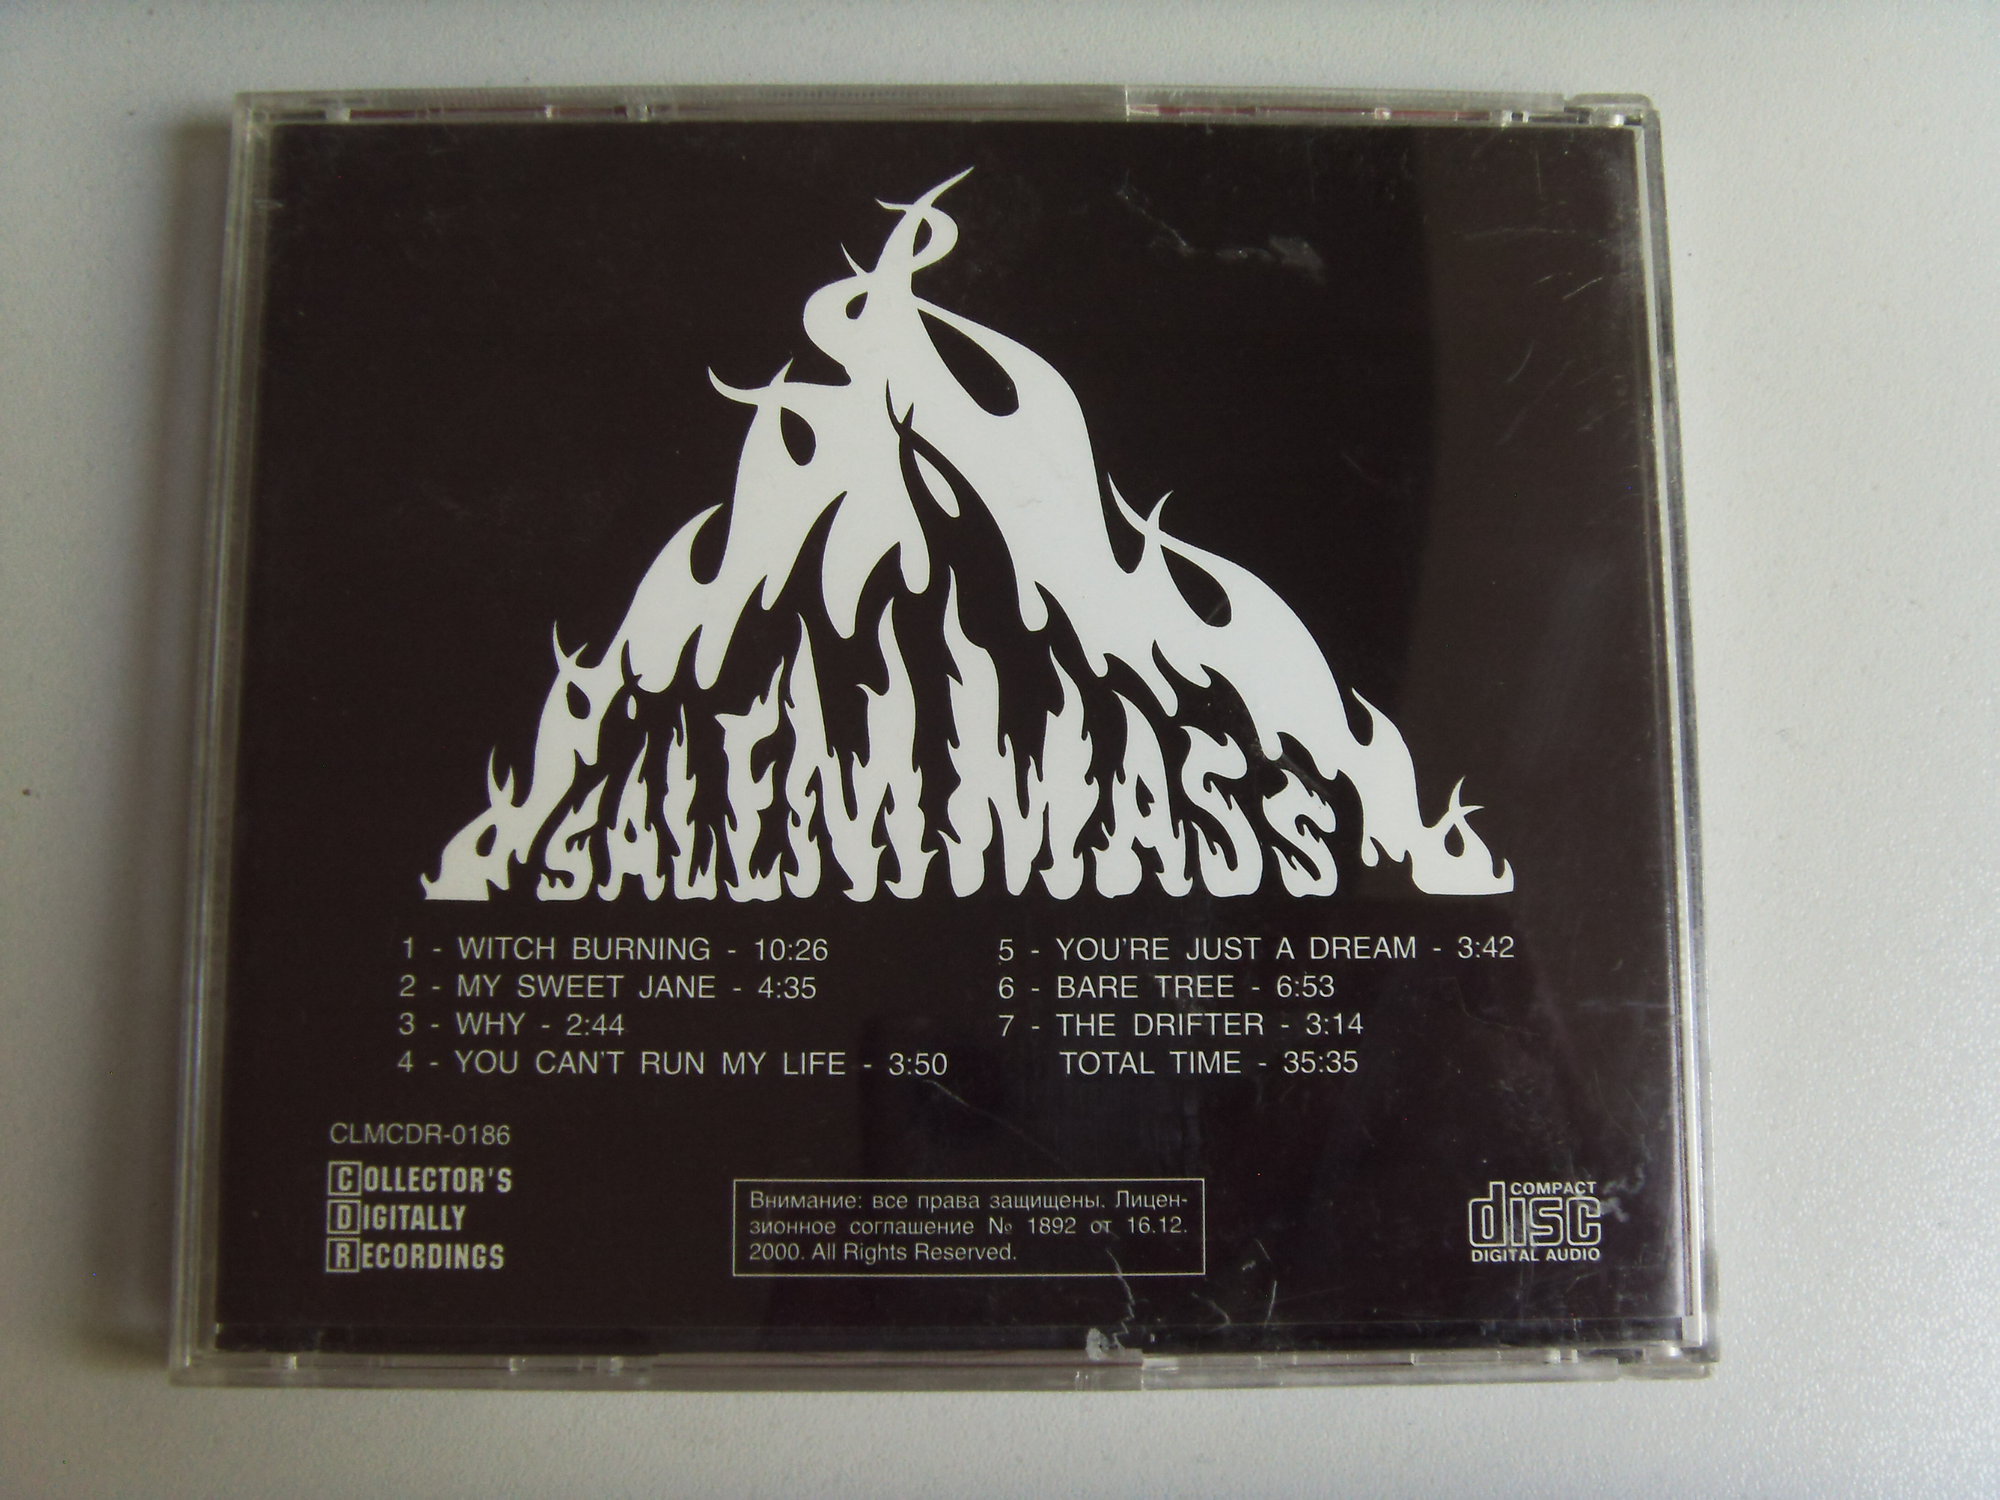 SALEM MASS
1 - WITCH BURNING - 10:26
2 - MY SWEET JANE - 4:35
3 - WHY - 2:44
4 - YOU CAN'T RUN MY LIFE - 3:50
5 - YOU'RE JUST A DREAM - 3:42
6 - BARE TREE - 6:53
7 - THE DRIFTER - 3:14
TOTAL TIME - 35:35
CLMCDR-0186
COLLECTOR'S
DIGITALLY
RECORDINGS
Внимание: все права защищены. Лицен-
зионное соглашение № 1892 от 16.12.
2000. All Rights Reserved.
COMPACT
disc
DIGITAL AUDIO